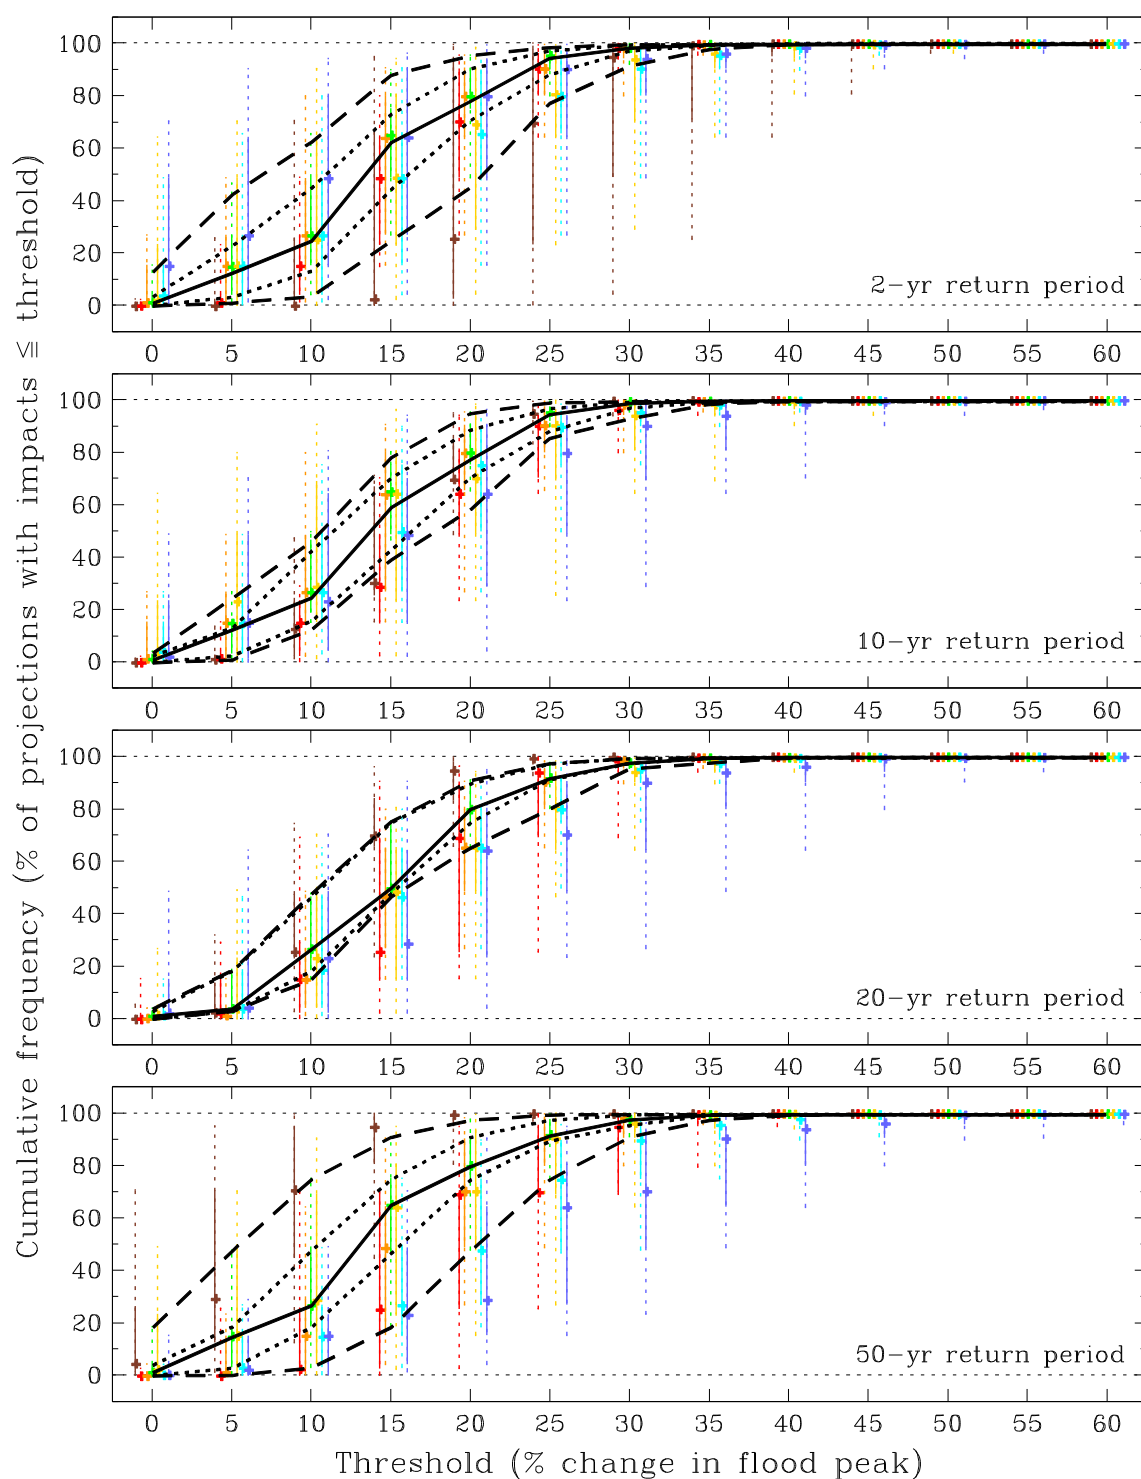 Cumulative frequency (% of projections with impacts ≦ threshold)
100
80
60
40
20
0
2-yr return period
0 5 10 15 20 25 30 35 40 45 50 55 60
100
80
60
40
20
0
10-yr return period
0 5 10 15 20 25 30 35 40 45 50 55 60
100
80
60
40
20
0
20-yr return period
0 5 10 15 20 25 30 35 40 45 50 55 60
100
80
60
40
20
0
50-yr return period
0 5 10 15 20 25 30 35 40 45 50 55 60
Threshold (% change in flood peak)